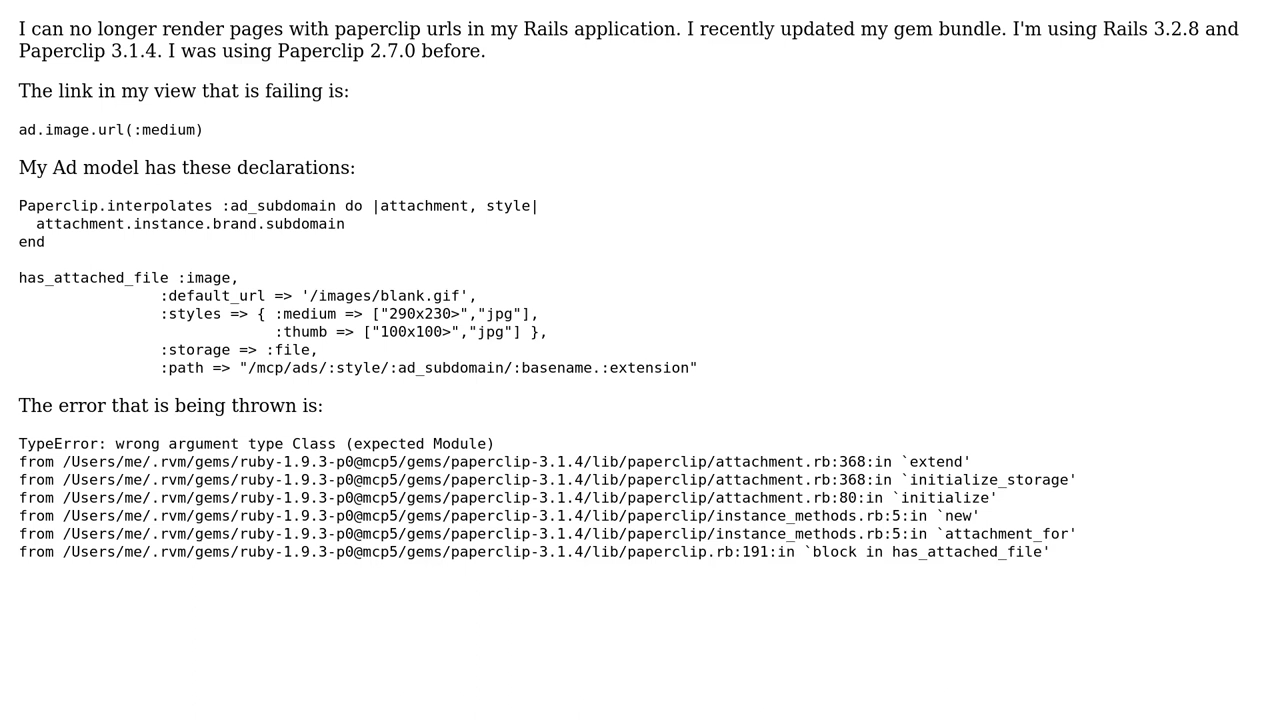 I can no longer render pages with paperclip urls in my Rails application. I recently updated my gem bundle. I'm using Rails 3.2.8 and
Paperclip 3.1.4. I was using Paperclip 2.7.0 before.
The link in my view that is failing is:
ad.image.url(:medium)
My Ad model has these declarations:
Paperclip.interpolates :ad_subdomain do |attachment, style|
  attachment.instance.brand.subdomain
end
has_attached_file :image,
                :default_url => '/images/blank.gif',
                :styles => { :medium => ["290x230>","jpg"],
                             :thumb => ["100x100>","jpg"] },
                :storage => :file,
                :path => "/mcp/ads/:style/:ad_subdomain/:basename.:extension"
The error that is being thrown is:
TypeError: wrong argument type Class (expected Module)
from /Users/me/.rvm/gems/ruby-1.9.3-p0@mcp5/gems/paperclip-3.1.4/lib/paperclip/attachment.rb:368:in `extend'
from /Users/me/.rvm/gems/ruby-1.9.3-p0@mcp5/gems/paperclip-3.1.4/lib/paperclip/attachment.rb:368:in `initialize_storage'
from /Users/me/.rvm/gems/ruby-1.9.3-p0@mcp5/gems/paperclip-3.1.4/lib/paperclip/attachment.rb:80:in `initialize'
from /Users/me/.rvm/gems/ruby-1.9.3-p0@mcp5/gems/paperclip-3.1.4/lib/paperclip/instance_methods.rb:5:in `new'
from /Users/me/.rvm/gems/ruby-1.9.3-p0@mcp5/gems/paperclip-3.1.4/lib/paperclip/instance_methods.rb:5:in `attachment_for'
from /Users/me/.rvm/gems/ruby-1.9.3-p0@mcp5/gems/paperclip-3.1.4/lib/paperclip.rb:191:in `block in has_attached_file'